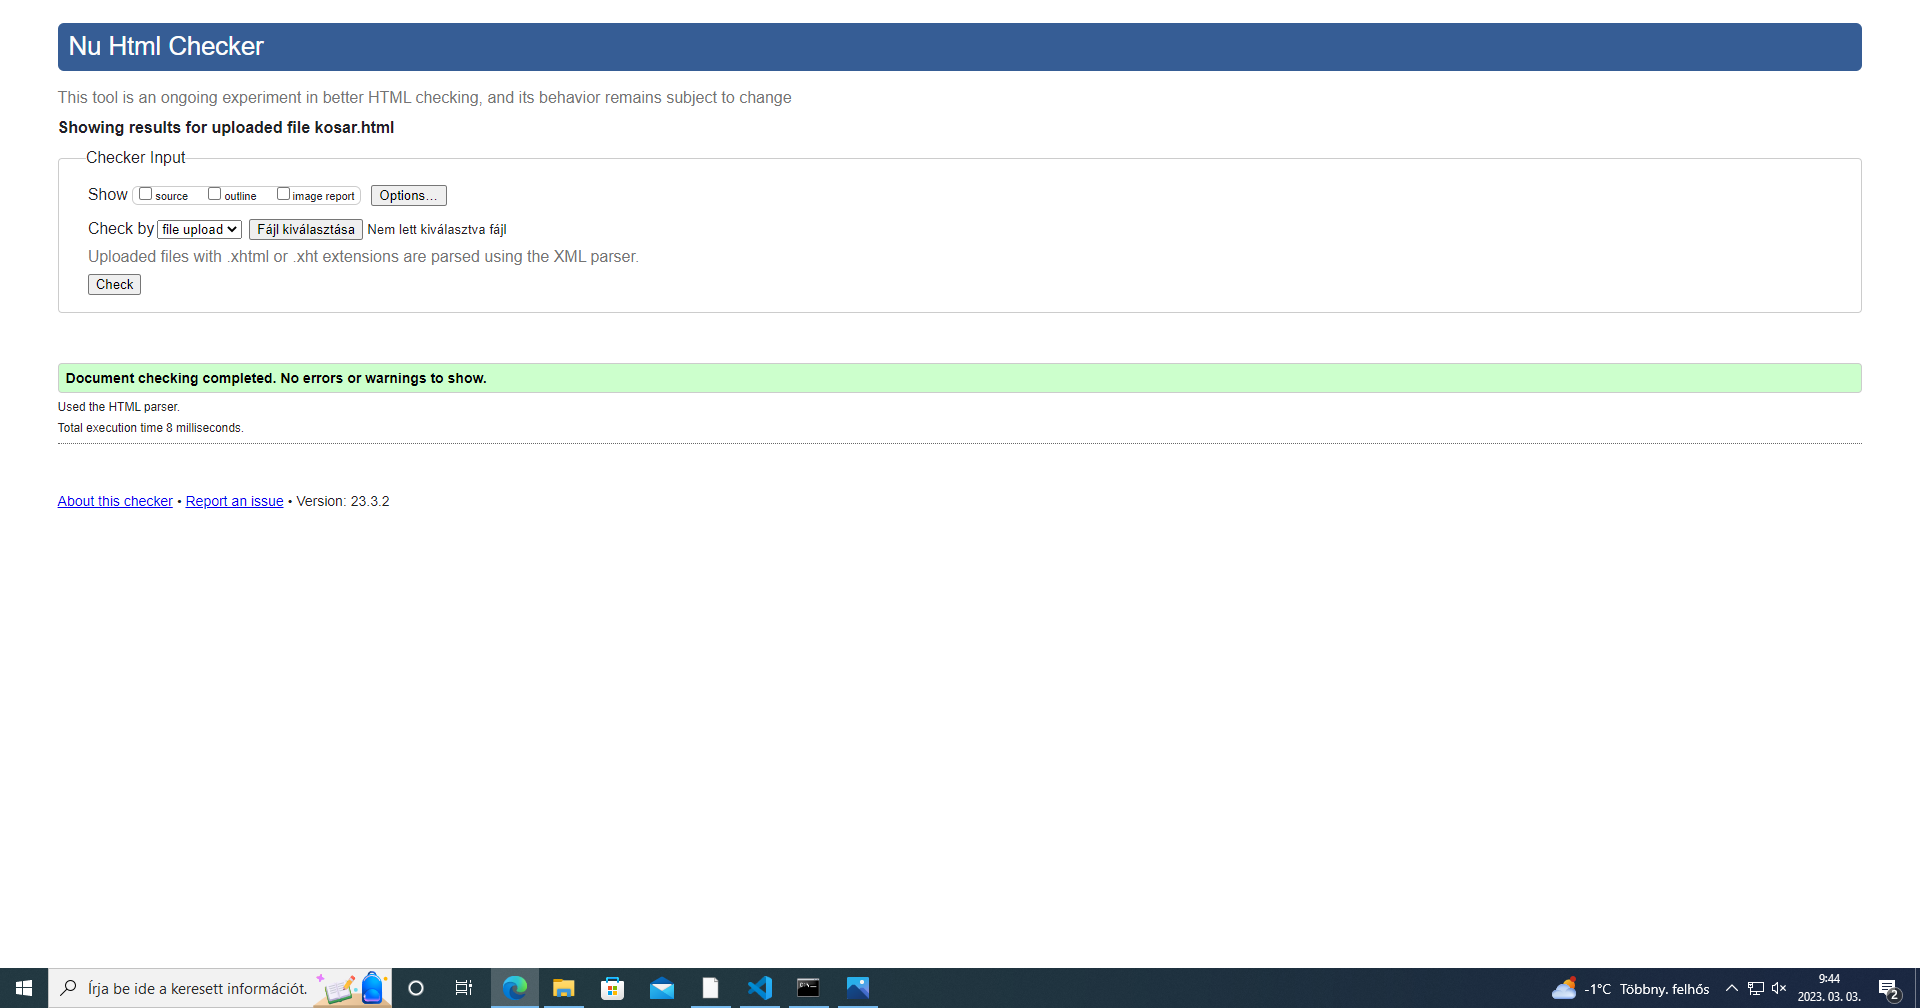 Nu Html Checker
This tool is an ongoing experiment in better HTML checking, and its behavior remains subject to change
Showing results for uploaded file kosar.html
Checker Input
Show source outline image report Options...
Check by file upload Fájl kiválasztása Nem lett kiválasztva fájl
Uploaded files with .xhtml or .xht extensions are parsed using the XML parser.
Check
Document checking completed. No errors or warnings to show.
Used the HTML parser.
Total execution time 8 milliseconds.
About this checker • Report an issue • Version: 23.3.2
Írja be ide a keresett információt.
-1°C Többny. felhős
9:44
2023. 03. 03.
2